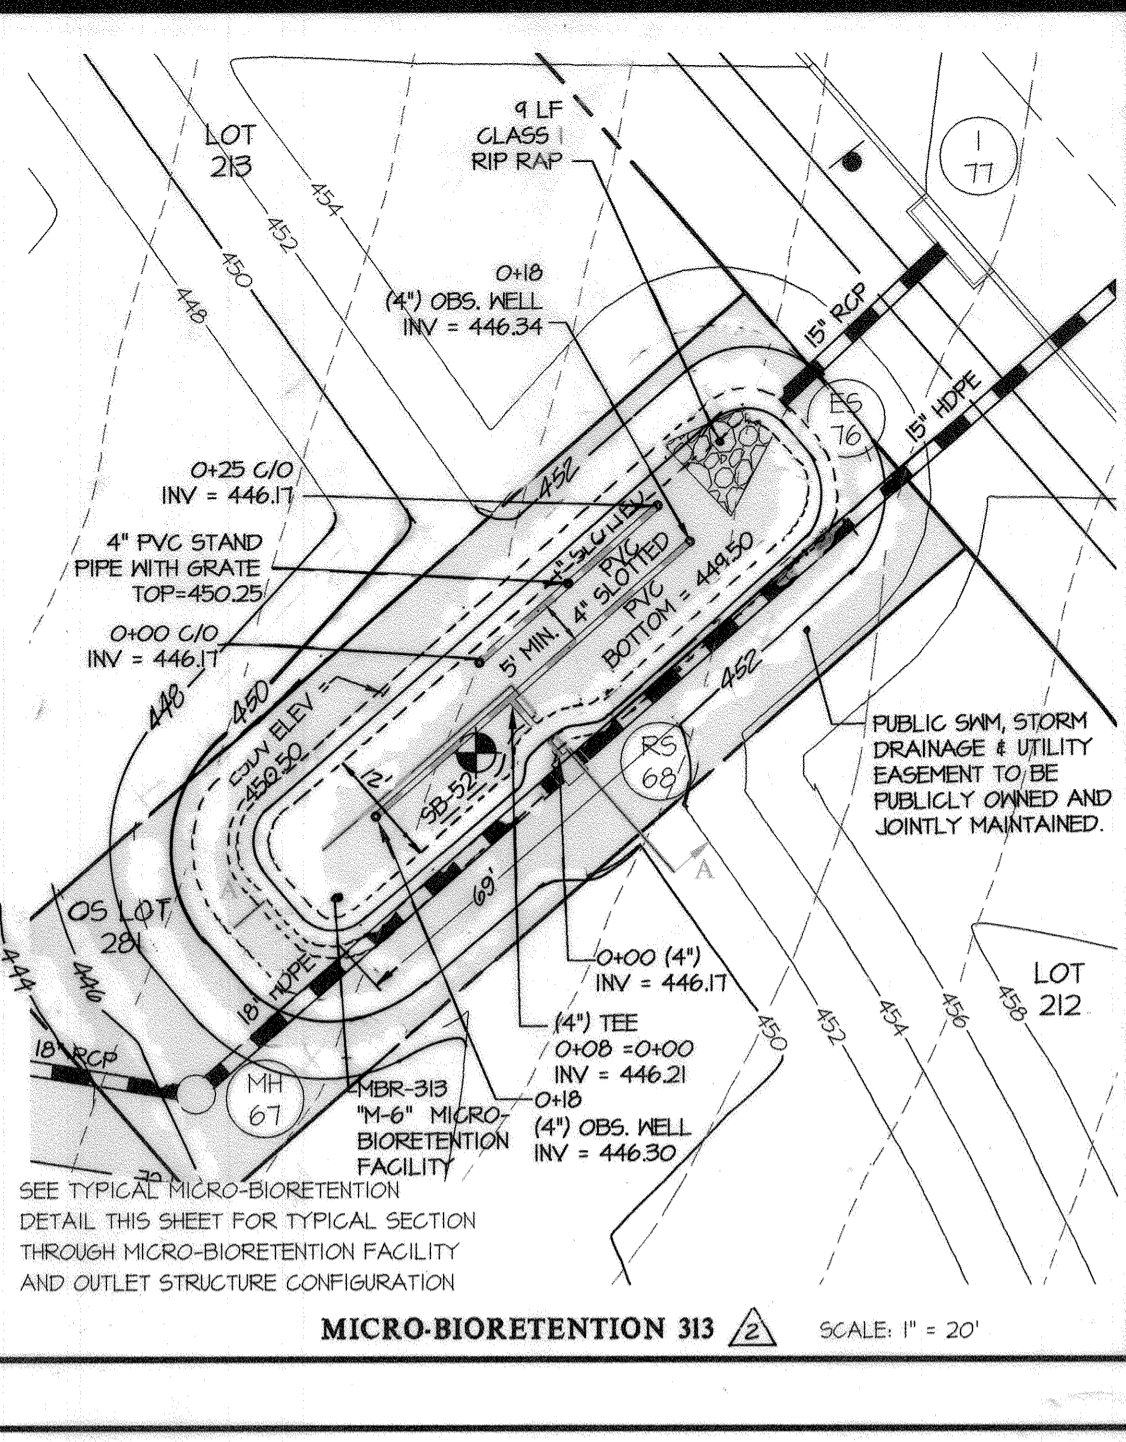 9 LF
CLASS I
RIP RAP
LOT
213
I
77
454
452
450
448
0+18
(4") OBS. WELL
INV = 446.34
15" RCP
15" HDPE
ES
76
0+25 C/O
INV = 446.17
452
4" PVC STAND
PIPE WITH GRATE
TOP=450.25
4" SLOTTED
PVC
4" SLOTTED
PVC
BOTTOM = 449.50
5' MIN.
0+00 C/O
INV = 446.17
448
450
ESDV ELEV =
450.50
452
PUBLIC SWM, STORM
DRAINAGE & UTILITY
EASEMENT TO BE
PUBLICLY OWNED AND
JOINTLY MAINTAINED.
RS
68
12'
SB-52
A
A
69'
OS LOT
281
444
446
18" HDPE
18" RCP
MH
67
0+00 (4")
INV = 446.17
(4") TEE
0+08 =0+00
INV = 446.21
0+18
(4") OBS. WELL
INV = 446.30
MBR-313
"M-6" MICRO-
BIORETENTION
FACILITY
LOT
212
450
452
454
456
458
SEE TYPICAL MICRO-BIORETENTION
DETAIL THIS SHEET FOR TYPICAL SECTION
THROUGH MICRO-BIORETENTION FACILITY
AND OUTLET STRUCTURE CONFIGURATION
MICRO-BIORETENTION 313
2
SCALE: 1" = 20'